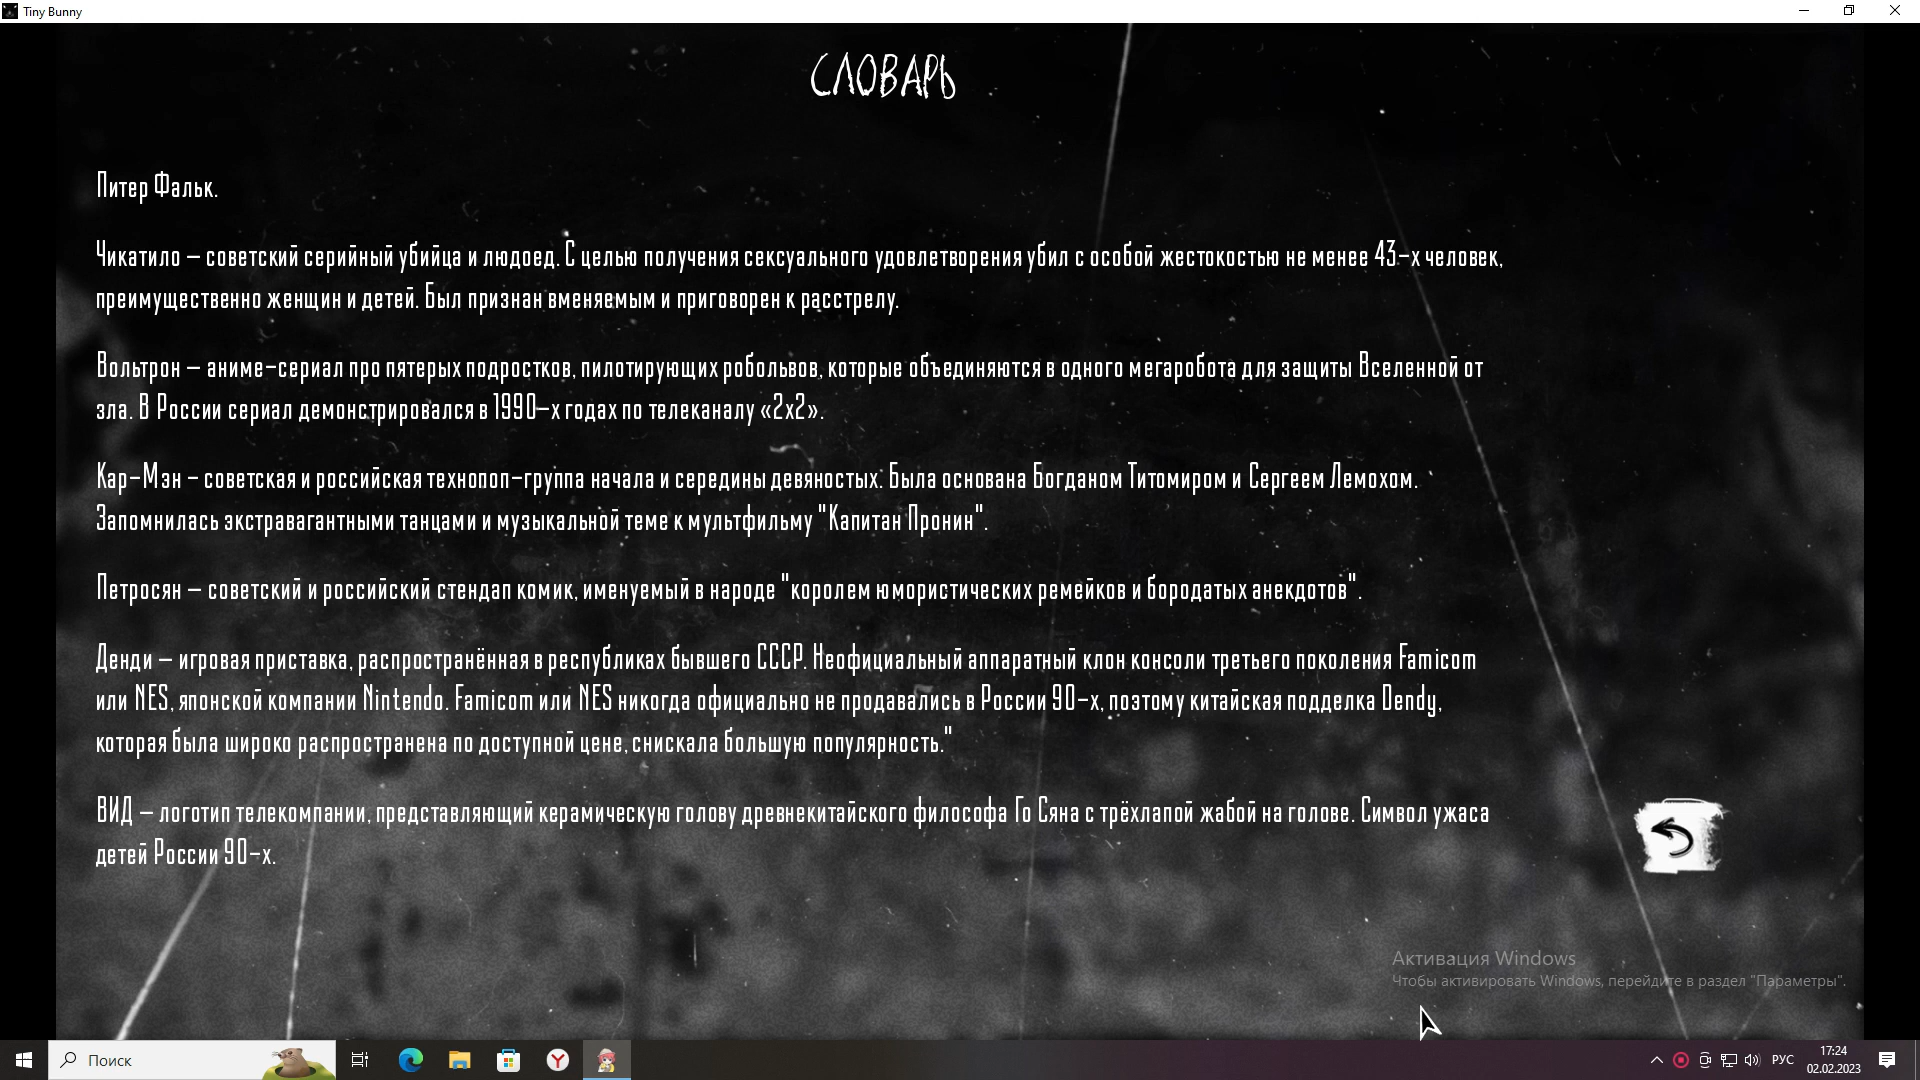 Tiny Bunny
СЛОВАРЬ
Питер Фальк.
Чикатило – советский серийный убийца и людоед. С целью получения сексуального удовлетворения убил с особой жестокостью не менее 43-х человек,
преимущественно женщин и детей. Был признан вменяемым и приговорен к расстрелу.
Вольтрон – аниме-сериал про пятерых подростков, пилотирующих робольвов, которые объединяются в одного мегаробота для защиты Вселенной от
зла. В России сериал демонстрировался в 1990-х годах по телеканалу «2х2».
Кар-Мэн - советская и российская технопоп-группа начала и середины девяностых. Была основана Богданом Титомиром и Сергеем Лемохом.
Запомнилась экстравагантными танцами и музыкальной теме к мультфильму "Капитан Пронин".
Петросян – советский и российский стендап комик, именуемый в народе "королем юмористических ремейков и бородатых анекдотов".
Денди – игровая приставка, распространённая в республиках бывшего СССР. Неофициальный аппаратный клон консоли третьего поколения Famicom
или NES, японской компании Nintendo. Famicom или NES никогда официально не продавались в России 90-х, поэтому китайская подделка Dendy,
которая была широко распространена по доступной цене, снискала большую популярность."
ВИД – логотип телекомпании, представляющий керамическую голову древнекитайского философа Го Сяна с трёхлапой жабой на голове. Символ ужаса
детей России 90-х.
Активация Windows
Чтобы активировать Windows, перейдите в раздел "Параметры".
Поиск
РУС
17:24
02.02.2023